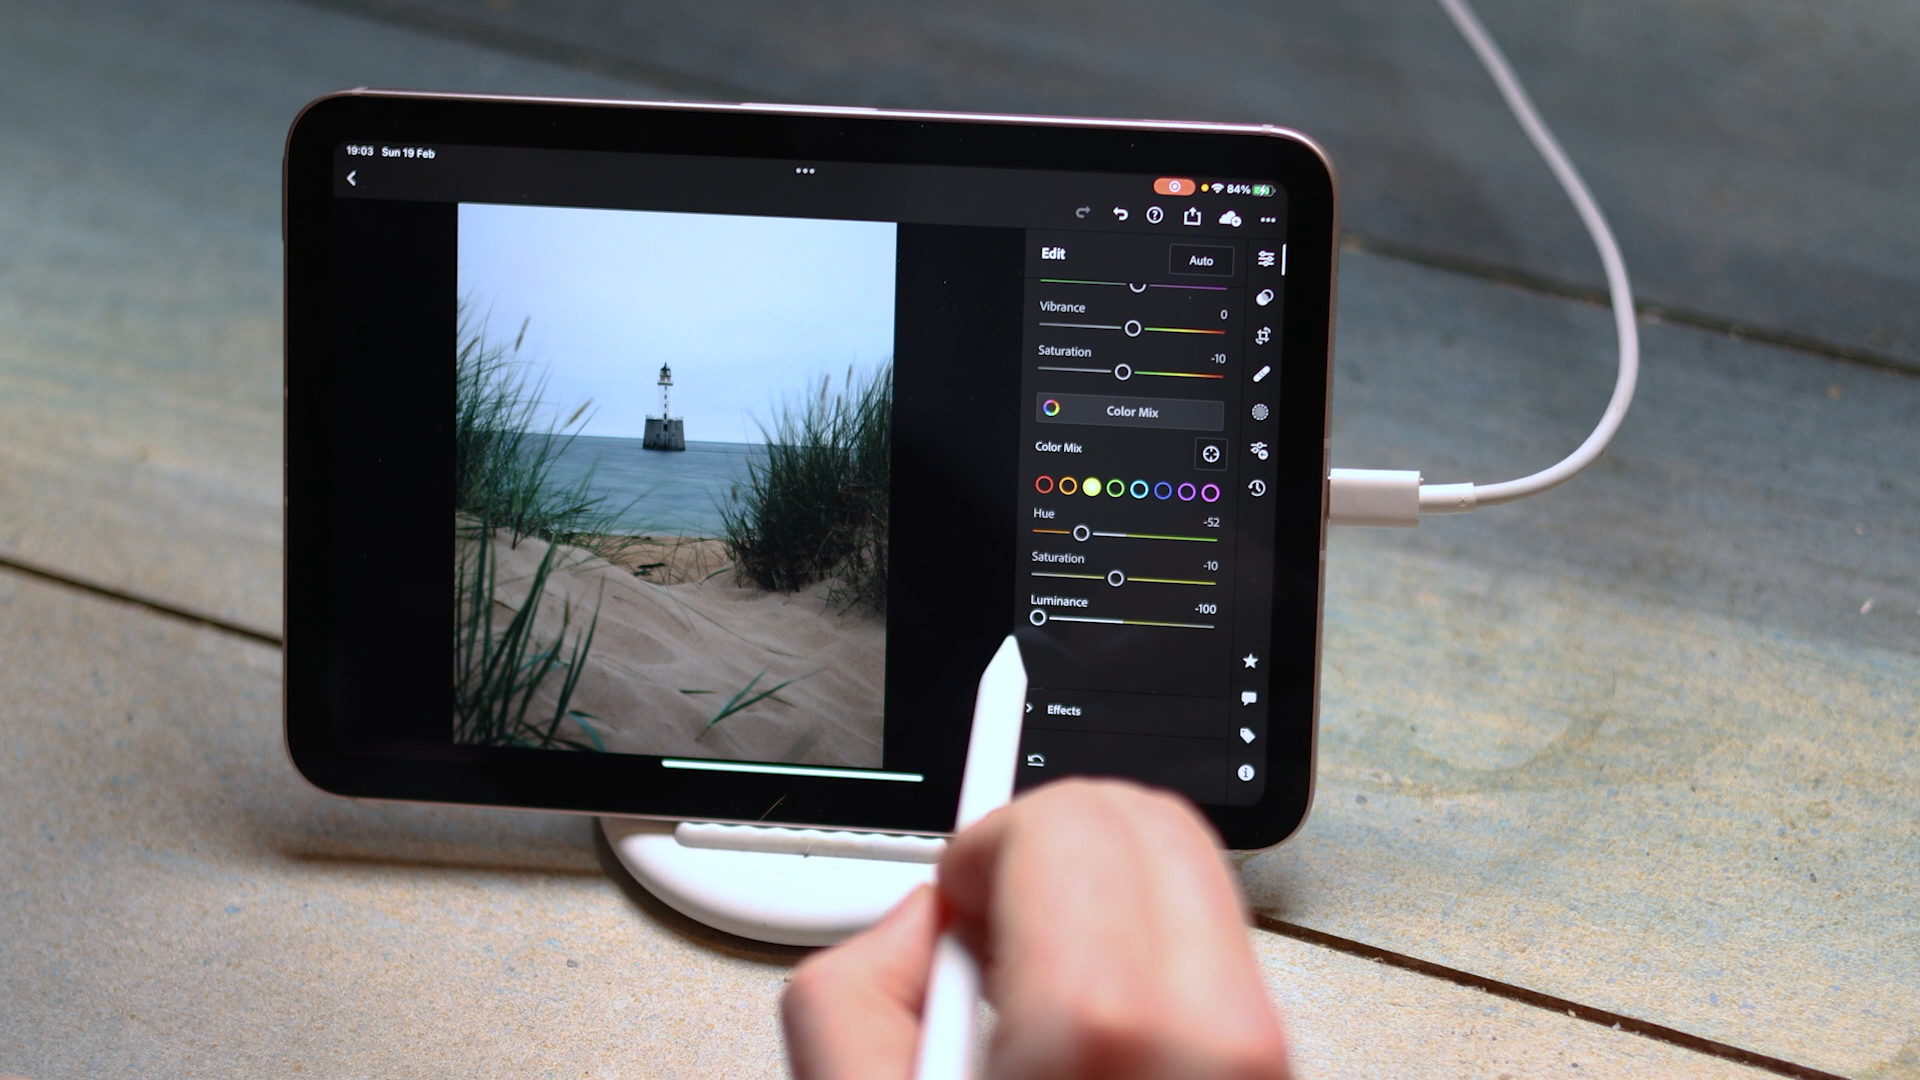 19:03 Sun 19 Feb
84%
Edit
Auto
Vibrance 0
Saturation -10
Color Mix
Color Mix
Hue -52
Saturation -10
Luminance -100
Effects